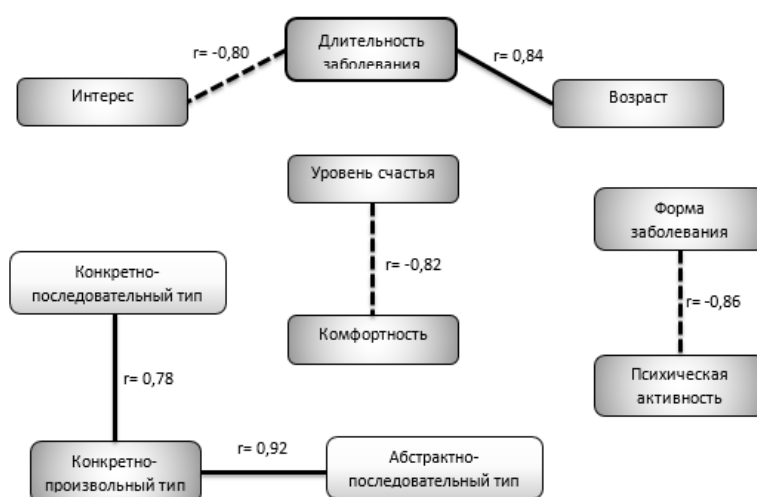 Длительность
заболевания
r= -0,80
r= 0,84
Интерес
Возраст
Уровень счастья
Форма
заболевания
r= -0,82
Конкретно-
последовательный тип
r= -0,86
Комфортность
Психическая
активность
r= 0,78
r= 0,92
Конкретно-
произвольный тип
Абстрактно-
последовательный тип